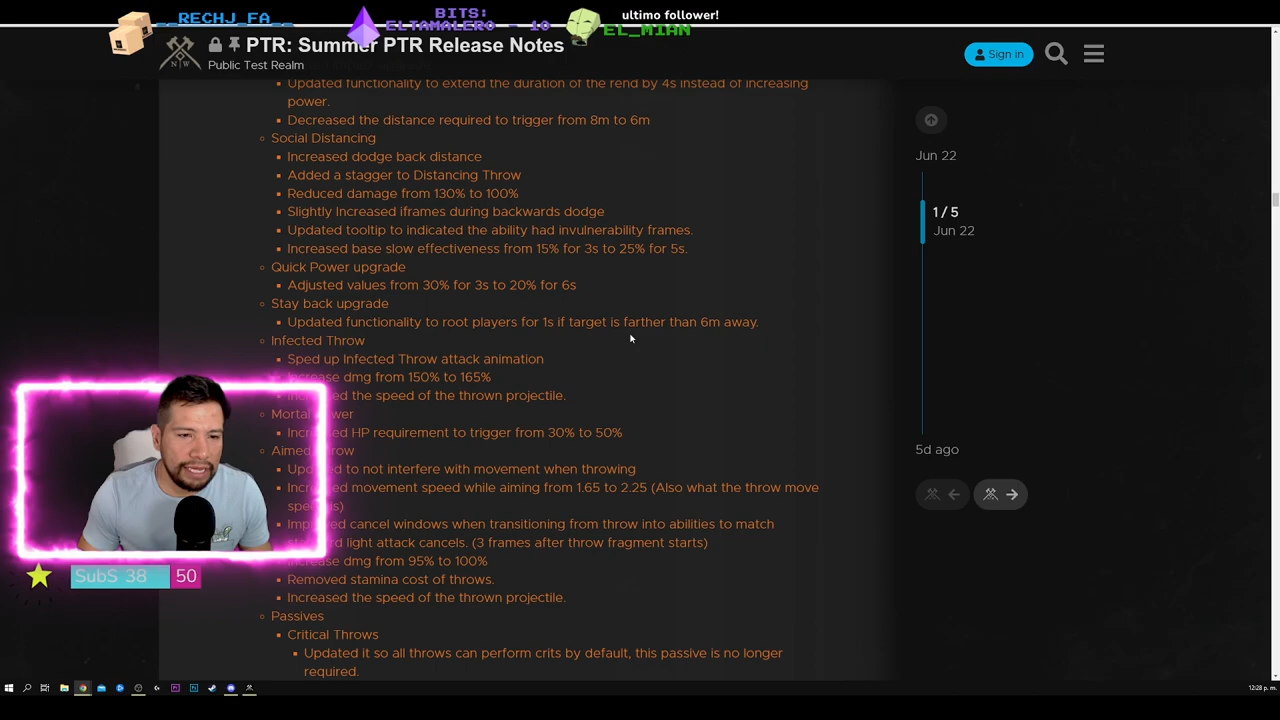 __RECHJ_FA__
BITS:
ELTAMALERO - 10
ultimo follower!
EL_MIAN
PTR: Summer PTR Release Notes
Public Test Realm
Sign in
Updated functionality to extend the duration of the rend by 4s instead of increasing
power.
Decreased the distance required to trigger from 8m to 6m
Social Distancing
Increased dodge back distance
Added a stagger to Distancing Throw
Reduced damage from 130% to 100%
Slightly Increased iframes during backwards dodge
Updated tooltip to indicated the ability had invulnerability frames.
Increased base slow effectiveness from 15% for 3s to 25% for 5s.
Quick Power upgrade
Adjusted values from 30% for 3s to 20% for 6s
Stay back upgrade
Updated functionality to root players for 1s if target is farther than 6m away.
Infected Throw
Sped up Infected Throw attack animation
dmg from 150% to 165%
the speed of the thrown projectile.
HP requirement to trigger from 30% to 50%
to not interfere with movement when throwing
movement speed while aiming from 1.65 to 2.25 (Also what the throw move
cancel windows when transitioning from throw into abilities to match
light attack cancels. (3 frames after throw fragment starts)
dmg from 95% to 100%
Removed stamina cost of throws.
Increased the speed of the thrown projectile.
Passives
Critical Throws
Updated it so all throws can perform crits by default, this passive is no longer
required.
Jun 22
1 / 5
Jun 22
5d ago
SubS 38
50
12:28 p. m.